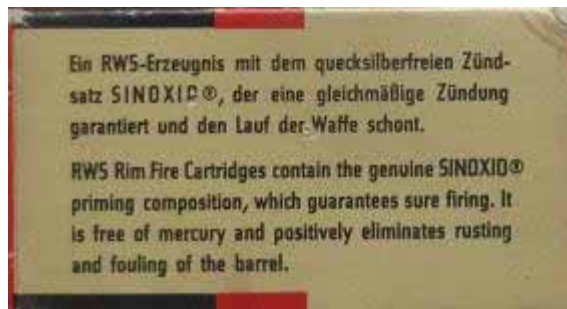 Ein RWS-Erzeugnis mit dem quecksilberfreien Zünd-
satz SINOXID®, der eine gleichmäßige Zündung
garantiert und den Lauf der Waffe schont.
RWS Rim Fire Cartridges contain the genuine SINOXID®
priming composition, which guarantees sure firing. It
is free of mercury and positively eliminates rusting
and fouling of the barrel.